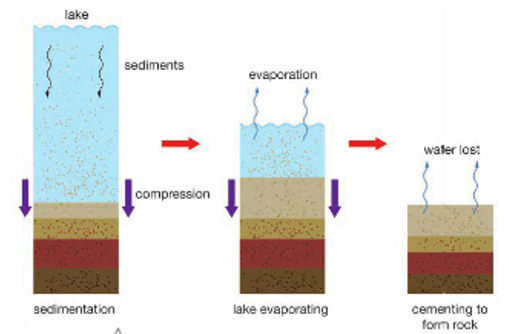 lake
sediments
evaporation
water lost
compression
sedimentation
lake evaporating
cementing to
form rock